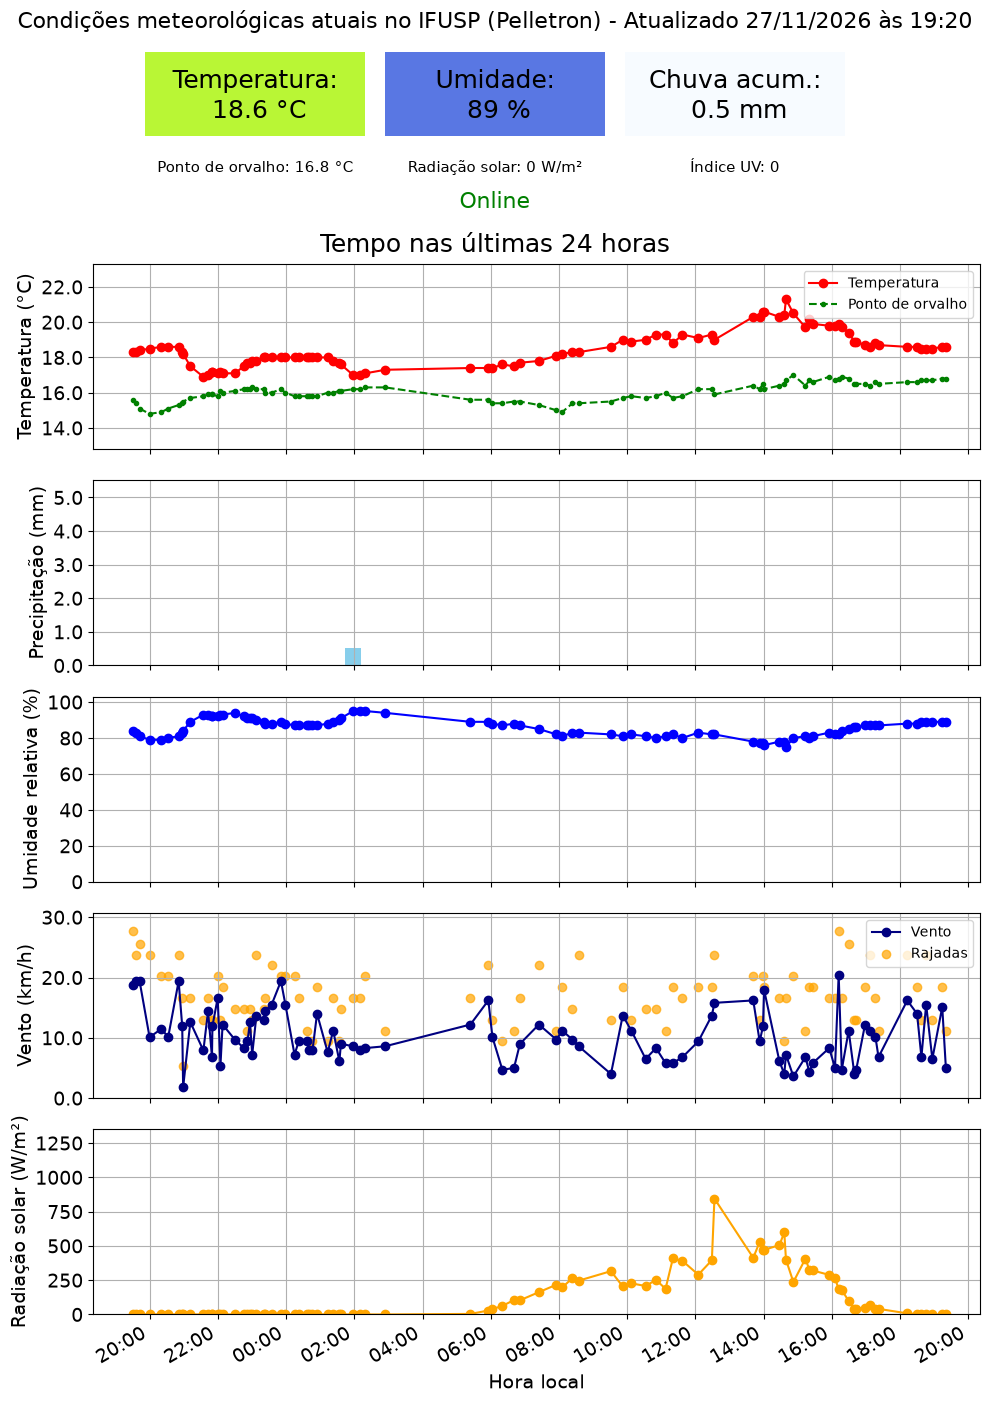 Condições meteorológicas atuais no IFUSP (Pelletron) - Atualizado 27/11/2026 às 19:20
Temperatura:
18.6 °C
Umidade:
89 %
Chuva acum.:
0.5 mm
Ponto de orvalho: 16.8 °C
Radiação solar: 0 W/m²
Índice UV: 0
Online
Tempo nas últimas 24 horas
Temperatura (°C)
22.0
20.0
18.0
16.0
14.0
Temperatura
Ponto de orvalho
Precipitação (mm)
5.0
4.0
3.0
2.0
1.0
0.0
Umidade relativa (%)
100
80
60
40
20
0
Vento (km/h)
30.0
20.0
10.0
0.0
Vento
Rajadas
Radiação solar (W/m²)
1250
1000
750
500
250
0
20:00
22:00
00:00
02:00
04:00
06:00
08:00
10:00
12:00
14:00
16:00
18:00
20:00
Hora local